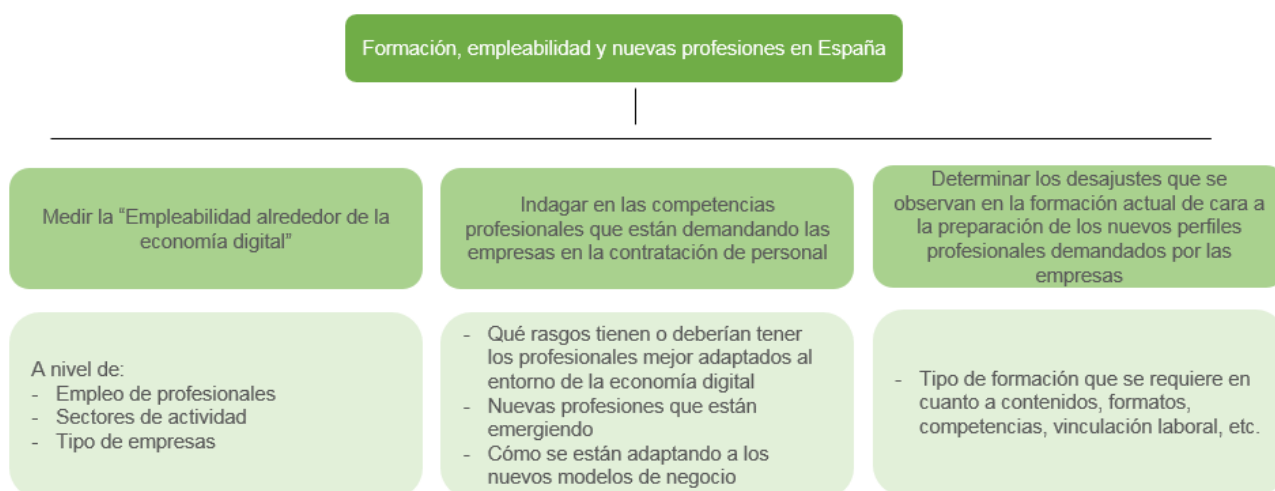 Formación, empleabilidad y nuevas profesiones en España
Medir la “Empleabilidad alrededor de la
economía digital”
Indagar en las competencias
profesionales que están demandando las
empresas en la contratación de personal
Determinar los desajustes que se
observan en la formación actual de cara a
la preparación de los nuevos perfiles
profesionales demandados por las
empresas
A nivel de:
- Empleo de profesionales
- Sectores de actividad
- Tipo de empresas
- Qué rasgos tienen o deberían tener
los profesionales mejor adaptados al
entorno de la economía digital
- Nuevas profesiones que están
emergiendo
- Cómo se están adaptando a los
nuevos modelos de negocio
- Tipo de formación que se requiere en
cuanto a contenidos, formatos,
competencias, vinculación laboral, etc.